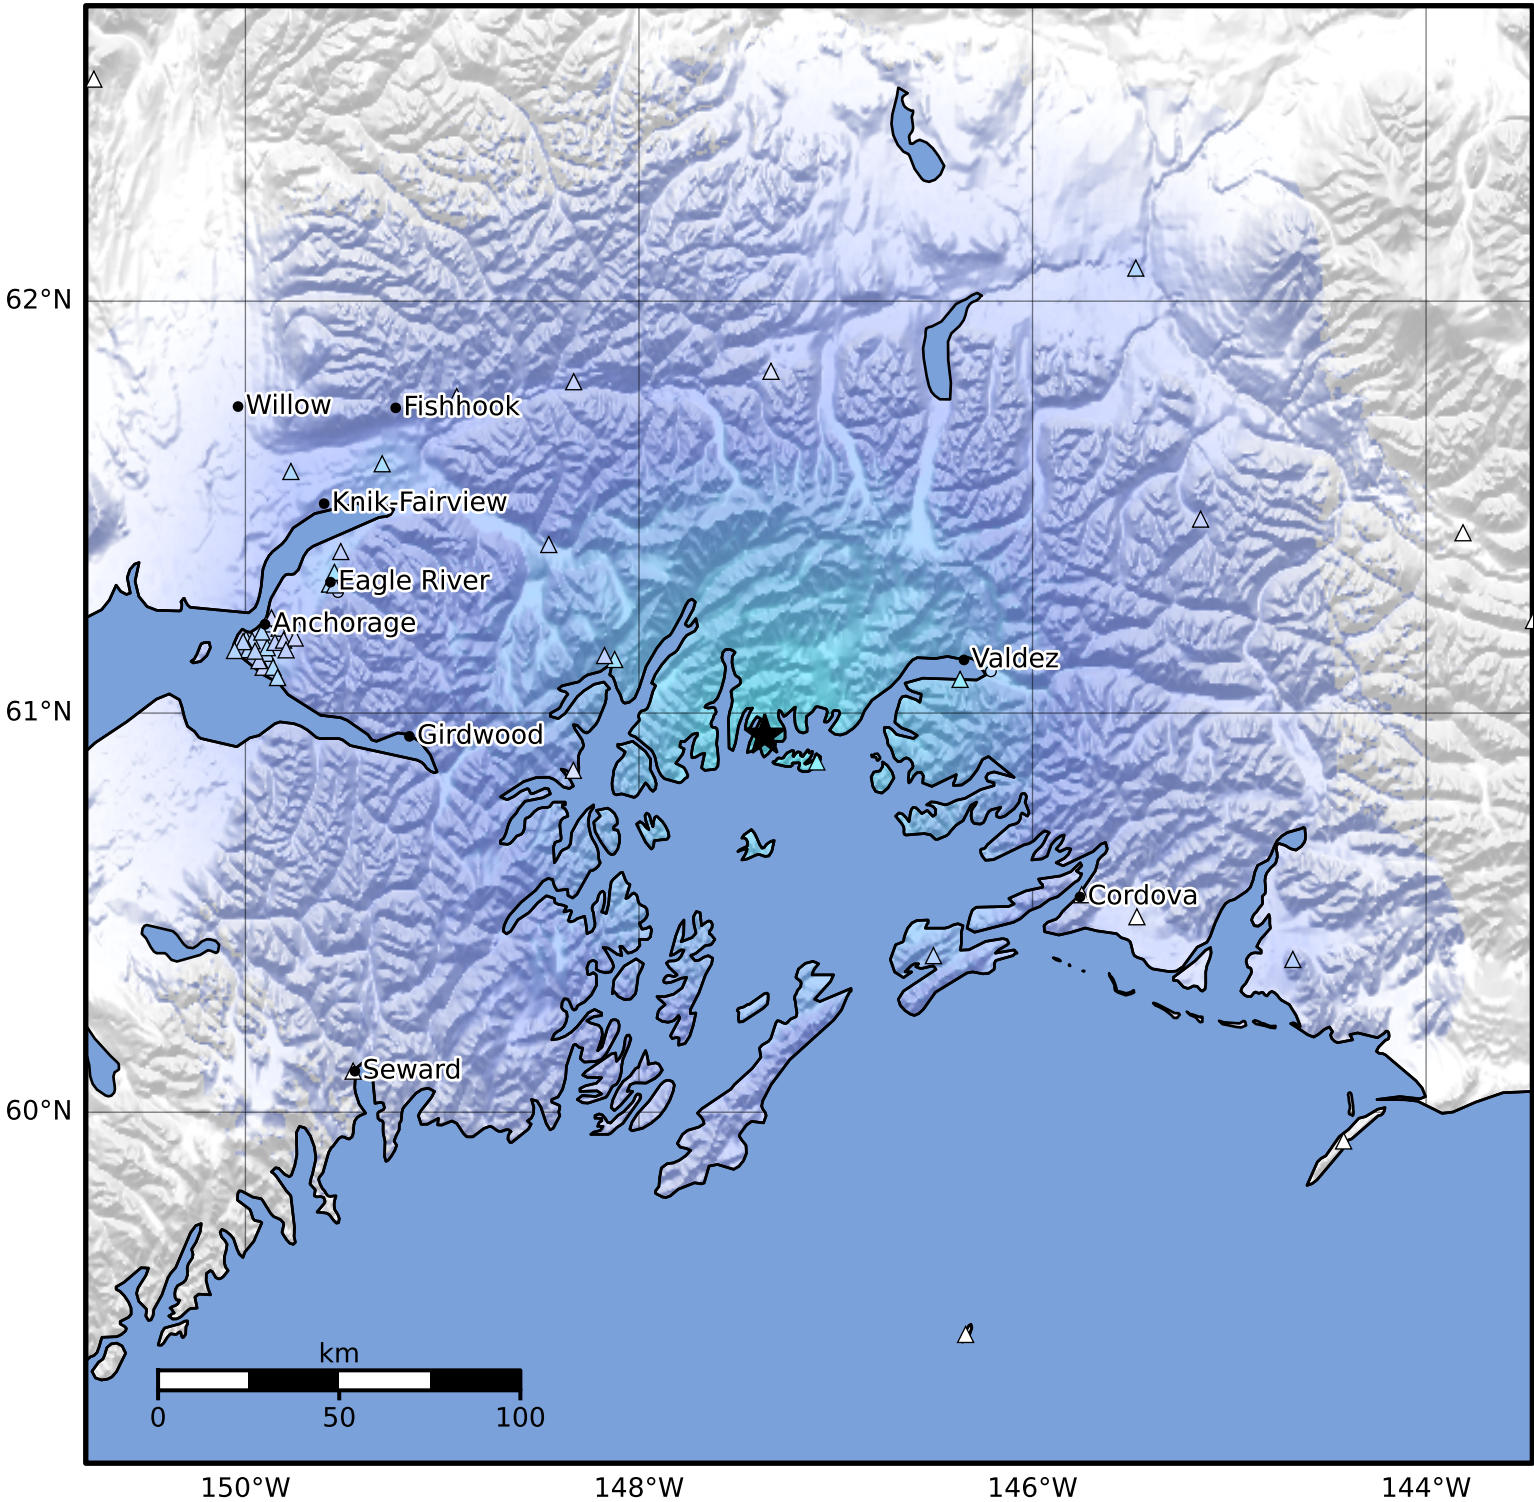 62°N
Willow
Fishhook
Knik-Fairview
Eagle River
Anchorage
Valdez
61°N
Girdwood
Cordova
Seward
60°N
km
0 50 100
150°W 148°W 146°W 144°W